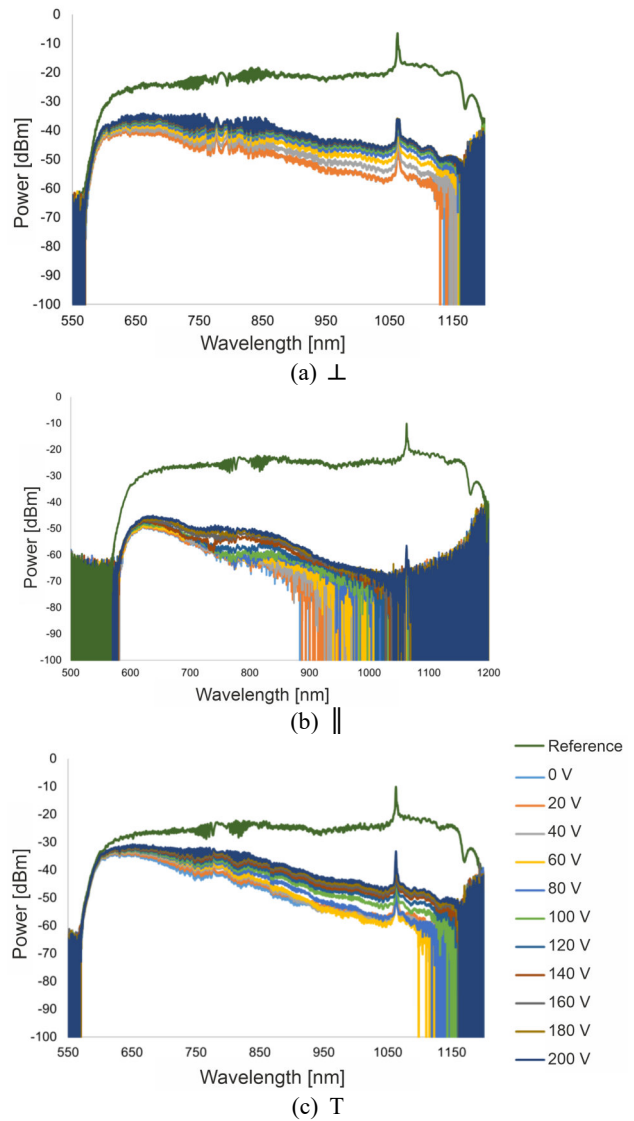 0
-10
-20
-30
-40
-50
-60
-70
-80
-90
-100
Power [dBm]
550 650 750 850 950 1050 1150
Wavelength [nm]
(a) ⊥
0
-10
-20
-30
-40
-50
-60
-70
-80
-90
-100
Power [dBm]
500 600 700 800 900 1000 1100 1200
Wavelength [nm]
(b) ∥
0
-10
-20
-30
-40
-50
-60
-70
-80
-90
-100
Power [dBm]
550 650 750 850 950 1050 1150
Wavelength [nm]
(c) T
Reference
0 V
20 V
40 V
60 V
80 V
100 V
120 V
140 V
160 V
180 V
200 V